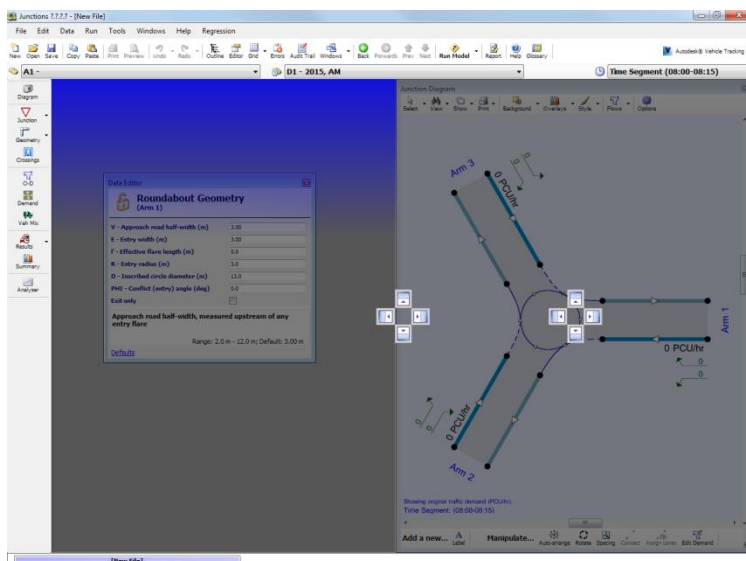 Junctions ?.?.?.? - [New File]
File Edit Data Run Tools Windows Help Regression
New Open Save Copy Paste Print Preview Undo Redo Outline Editor Grid Errors Audit Trail Windows Back Forwards Prev Next Run Model Report Help Glossary Autodesk® Vehicle Tracking
A1 - D1 - 2015, AM Time Segment (08:00-08:15)
Diagram
Junction
Geometry
Crossings
O-D
Demand
Veh Mix
Results
Summary
Analyser
Data Editor
Roundabout Geometry
(Arm 1)
V - Approach road half-width (m) 3.00
E - Entry width (m) 3.00
l' - Effective flare length (m) 0.0
R - Entry radius (m) 3.0
D - Inscribed circle diameter (m) 13.0
PHI - Conflict (entry) angle (deg) 0.0
Exit only
Approach road half-width, measured upstream of any
entry flare
Range: 2.0 m - 12.0 m; Default: 3.00 m
Defaults
Junction Diagram
Select View Show Print Background Overlays Style Flows Options
Arm 3
0 PCU/hr
0
0
Arm 1
0 PCU/hr
0
0
0 PCU/hr
0
0
Arm 2
Showing original traffic demand (PCU/hr).
Time Segment: (08:00-08:15)
Add a new... Label Manipulate... Auto-arrange Rotate Spacing Connect Assign Lanes Edit Demand
[New File]